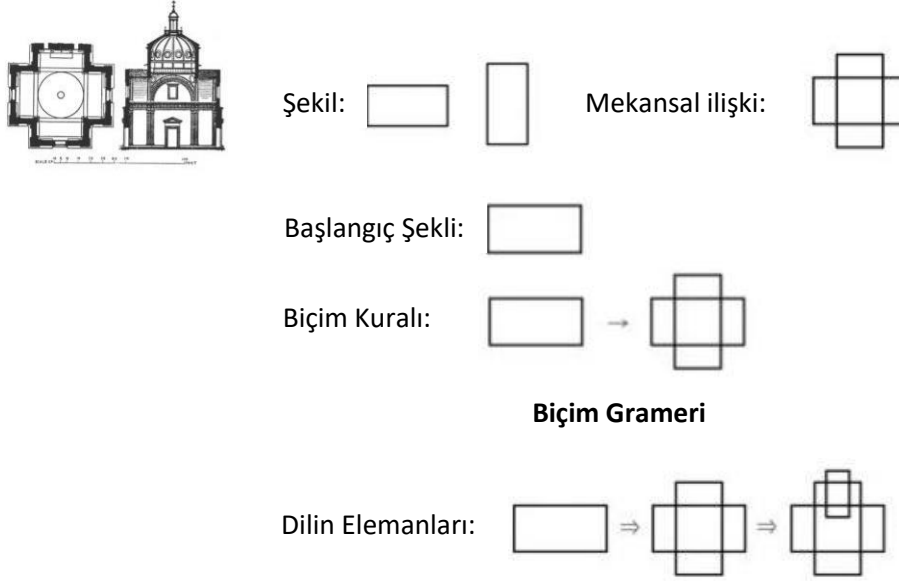 Şekil:
Mekansal ilişki:
Başlangıç Şekli:
Biçim Kuralı:
Biçim Grameri
Dilin Elemanları: